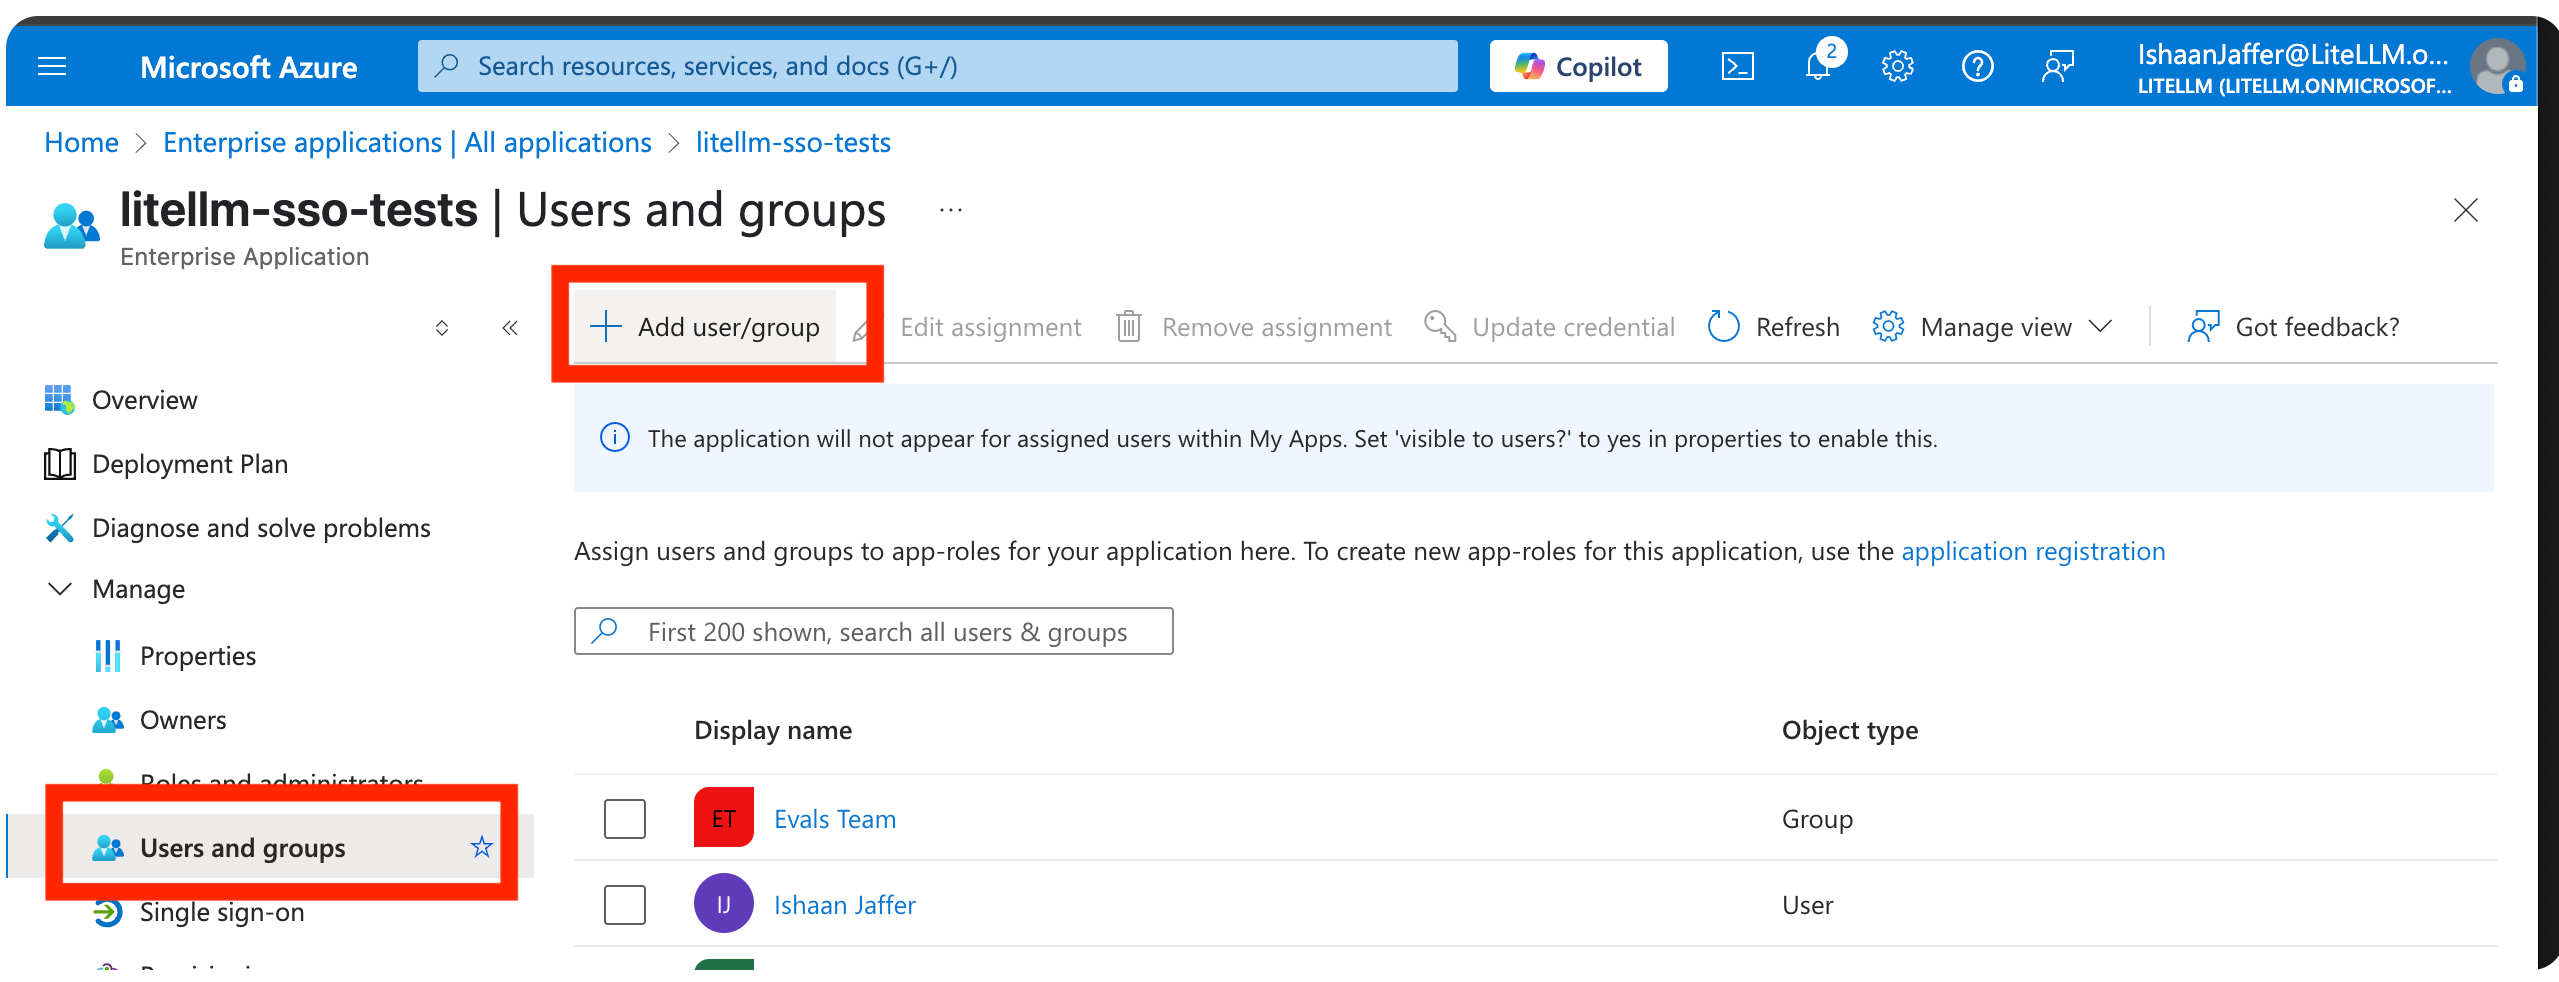 Microsoft Azure
Search resources, services, and docs (G+/)
Copilot
2
IshaanJaffer@LiteLLM.o...
LITELLM (LITELLM.ONMICROSOF...
Home > Enterprise applications | All applications > litellm-sso-tests
litellm-sso-tests | Users and groups ...
Enterprise Application
Add user/group
Edit assignment
Remove assignment
Update credential
Refresh
Manage view
Got feedback?
Overview
Deployment Plan
Diagnose and solve problems
Manage
Properties
Owners
Roles and administrators
Users and groups
Single sign-on
The application will not appear for assigned users within My Apps. Set 'visible to users?' to yes in properties to enable this.
Assign users and groups to app-roles for your application here. To create new app-roles for this application, use the application registration
First 200 shown, search all users & groups
Display name
Object type
ET
Evals Team
Group
IJ
Ishaan Jaffer
User